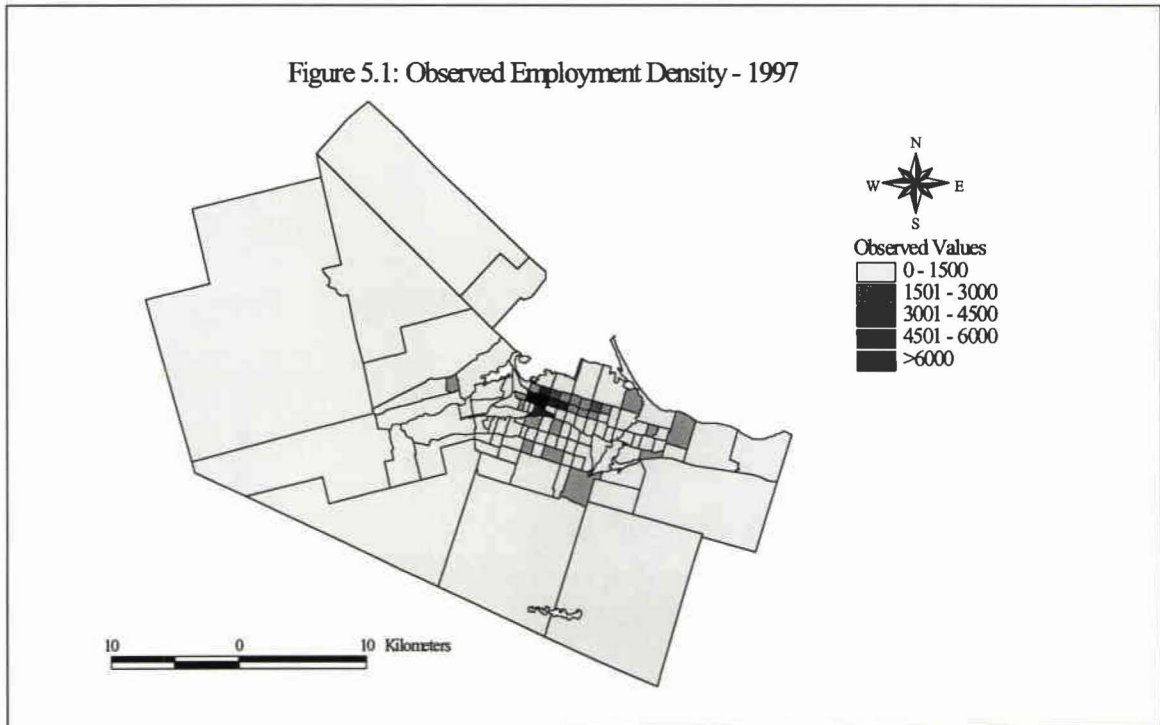 Figure 5.1: Observed Employment Density - 1997
N
W E
S
Observed Values
0 - 1500
1501 - 3000
3001 - 4500
4501 - 6000
>6000
10 0 10 Kilometers